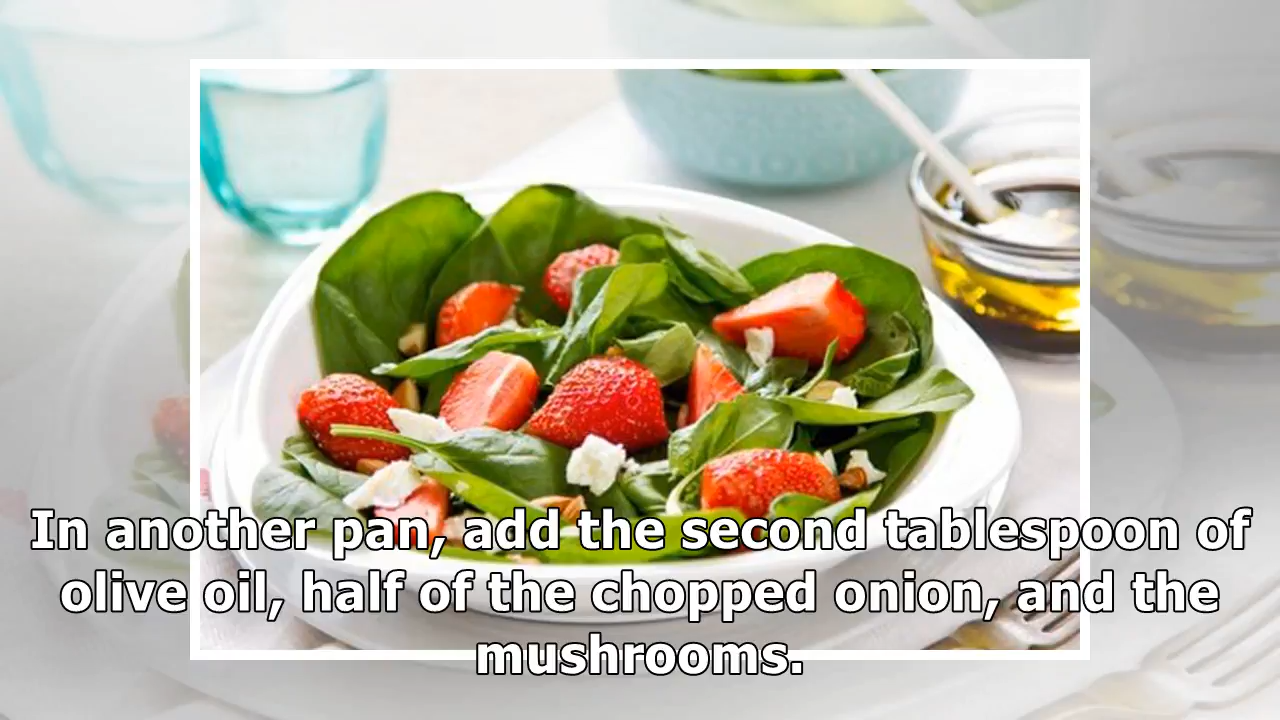 In another pan, add the second tablespoon of
olive oil, half of the chopped onion, and the
mushrooms.